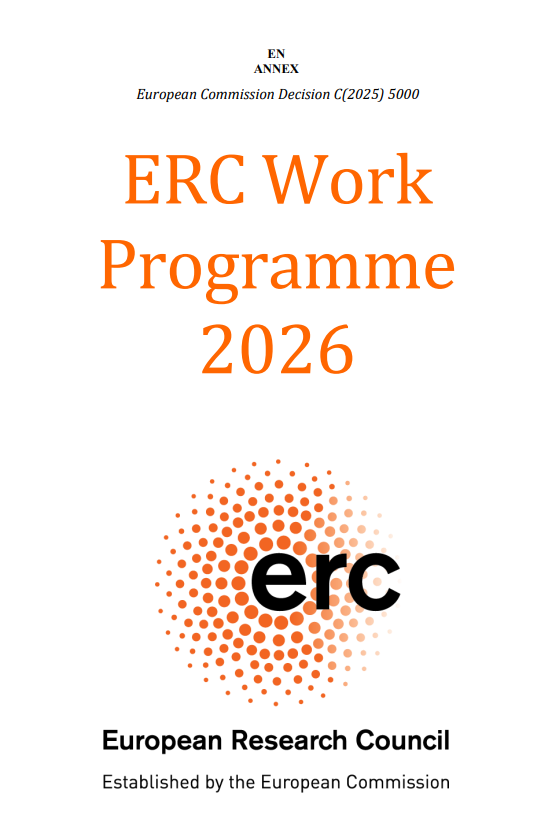 EN
ANNEX
European Commission Decision C(2025) 5000
ERC Work
Programme
2026
erc
European Research Council
Established by the European Commission